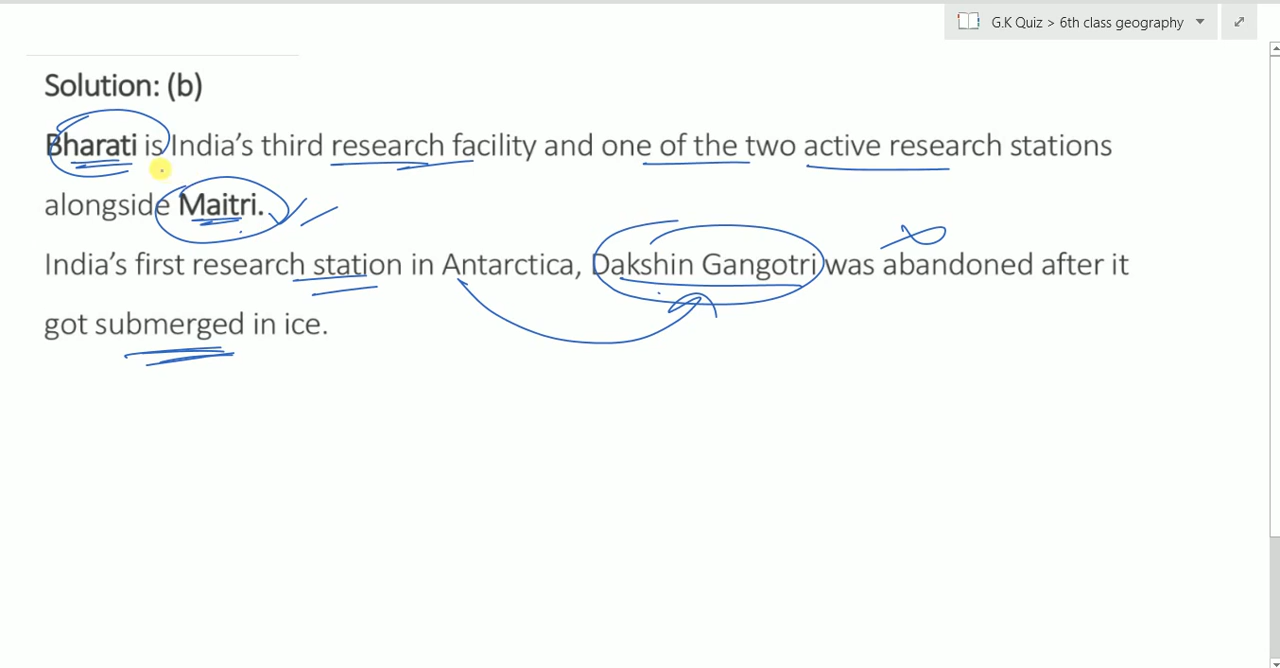 G.K Quiz > 6th class geography
Solution: (b)
Bharati is India’s third research facility and one of the two active research stations
alongside Maitri.
India’s first research station in Antarctica, Dakshin Gangotri was abandoned after it
got submerged in ice.